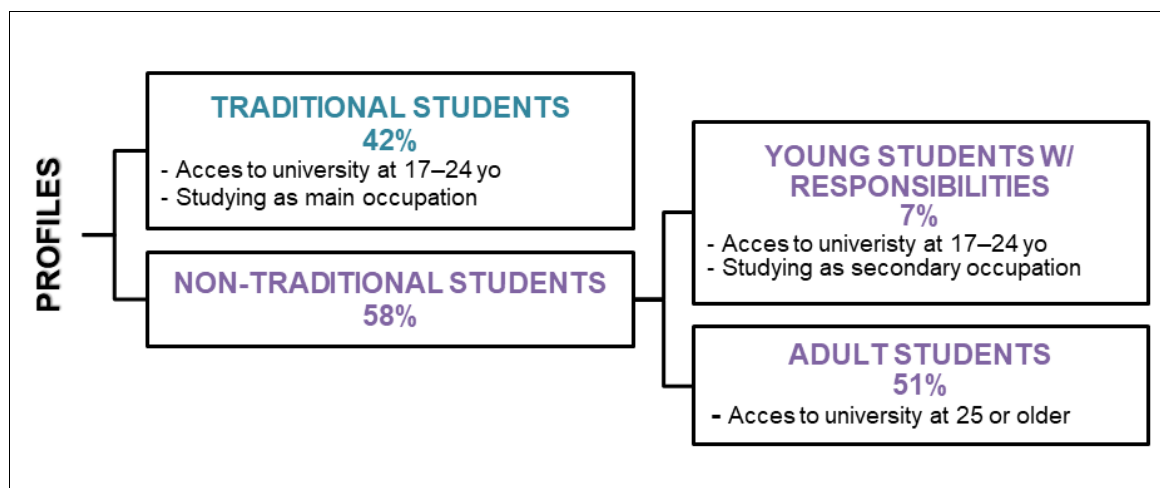 PROFILES
TRADITIONAL STUDENTS
42%
- Acces to university at 17–24 yo
- Studying as main occupation
NON-TRADITIONAL STUDENTS
58%
YOUNG STUDENTS W/
RESPONSIBILITIES
7%
- Acces to univeristy at 17–24 yo
- Studying as secondary occupation
ADULT STUDENTS
51%
- Acces to university at 25 or older